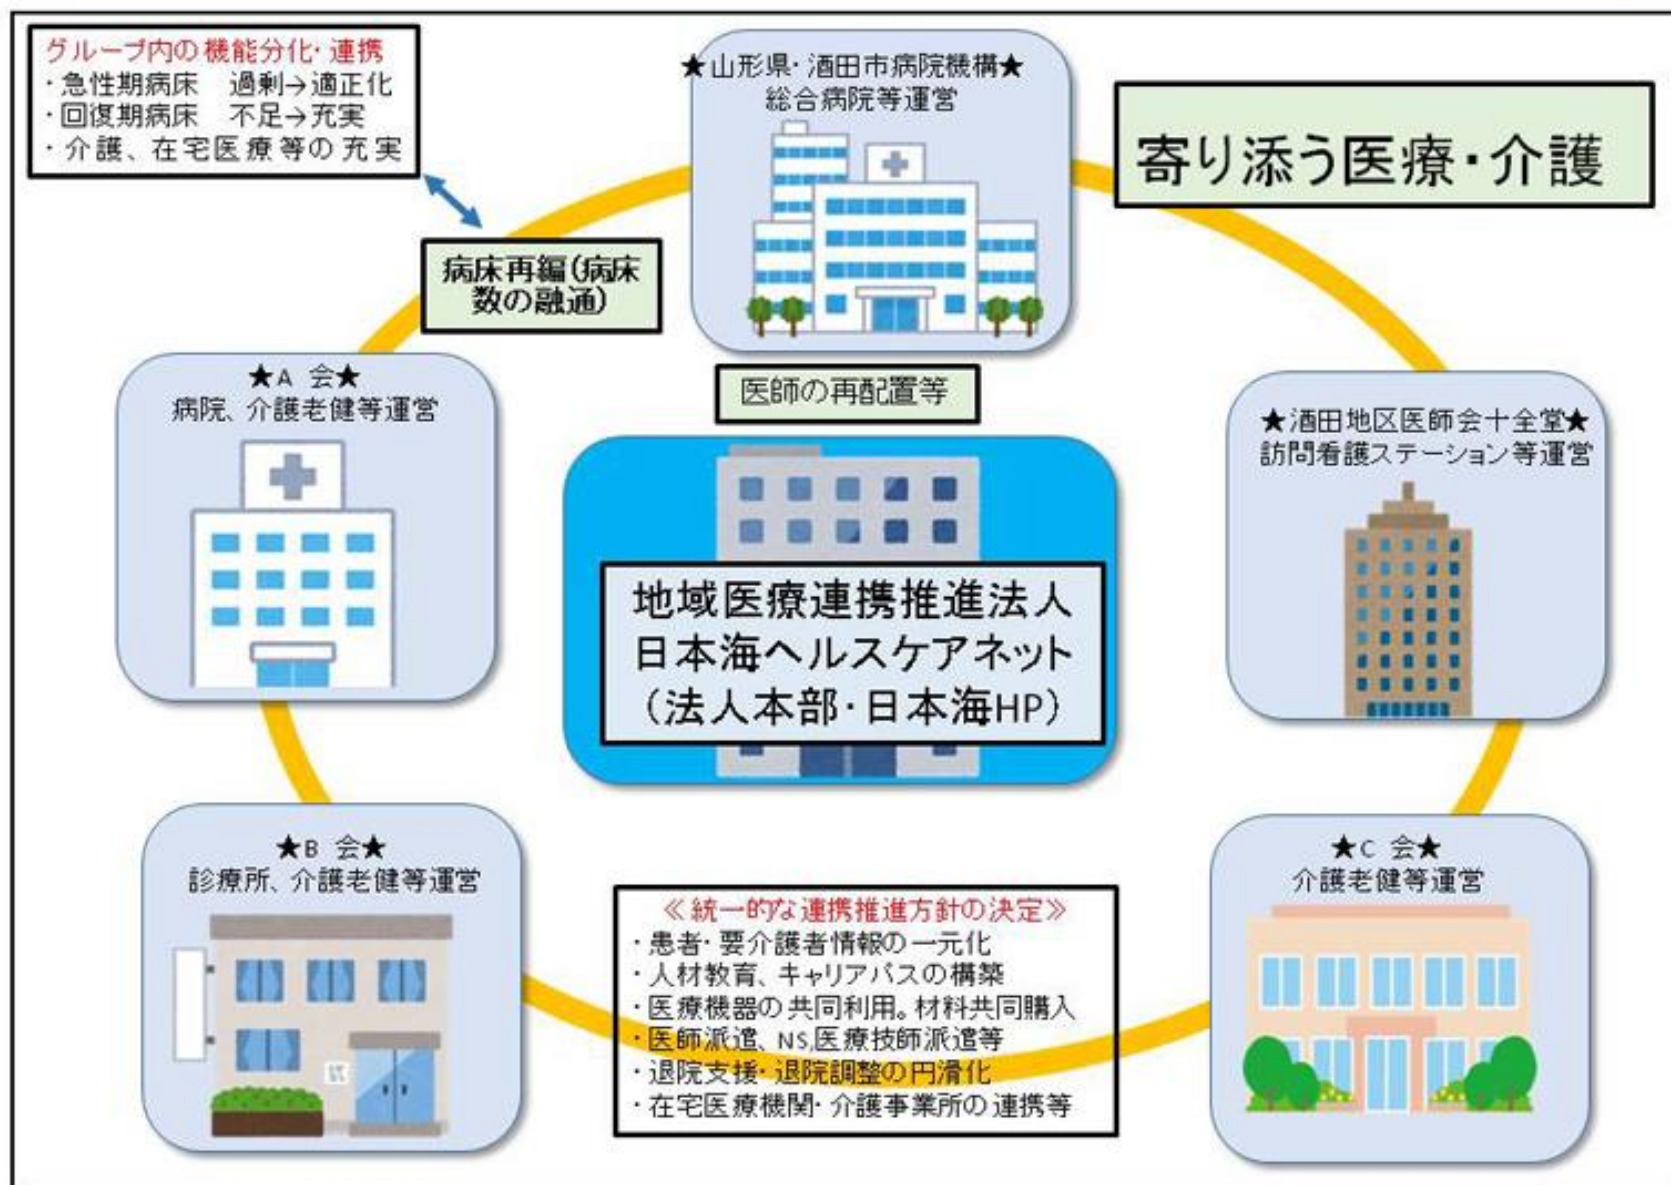 グループ内の機能分化・連携
・急性期病床　過剰→適正化
・回復期病床　不足→充実
・介護、在宅医療等の充実
★山形県・酒田市病院機構★
総合病院等運営
寄り添う医療・介護
病床再編(病床
数の融通)
医師の再配置等
★A 会★
病院、介護老健等運営
★酒田地区医師会十全堂★
訪問看護ステーション等運営
地域医療連携推進法人
日本海ヘルスケアネット
（法人本部・日本海HP）
★B 会★
診療所、介護老健等運営
≪統一的な連携推進方針の決定≫
・患者・要介護者情報の一元化
・人材教育、キャリアパスの構築
・医療機器の共同利用。材料共同購入
・医師派遣、NS,医療技師派遣等
・退院支援・退院調整の円滑化
・在宅医療機関・介護事業所の連携等
★C 会★
介護老健等運営